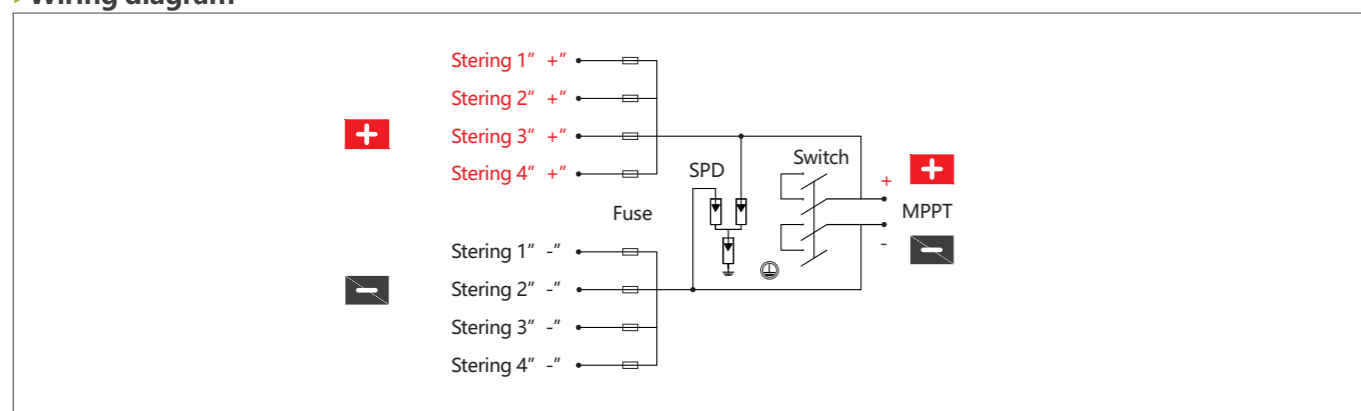 Wiring diagram
Stering 1″ +″
Stering 2″ +″
Stering 3″ +″
Stering 4″ +″
SPD
Switch
+
MPPT
-
Fuse
Stering 1″ -″
Stering 2″ -″
Stering 3″ -″
Stering 4″ -″